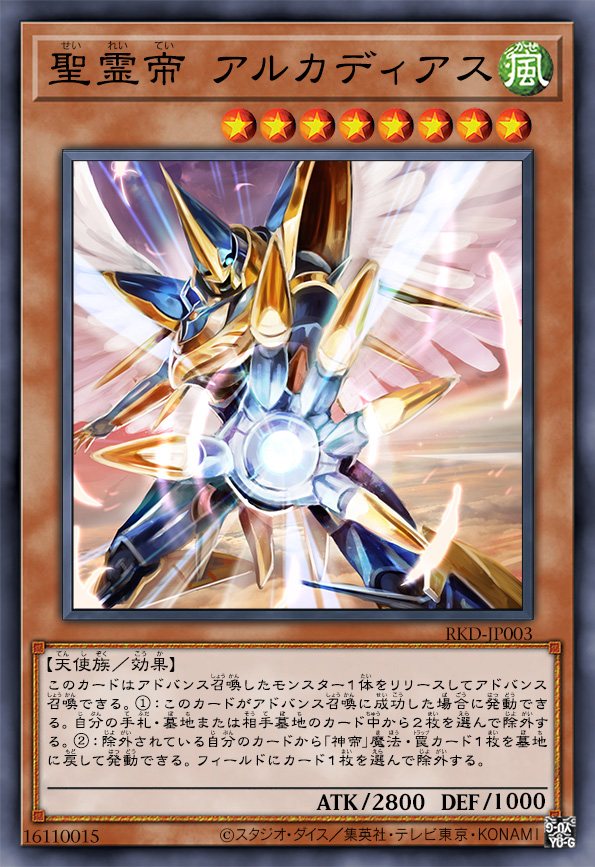 聖霊帝 アルカディアス 風
RKD-JP003
【天使族／効果】
このカードはアドバンス召喚したモンスター１体をリリースしてアドバンス
召喚できる。①：このカードがアドバンス召喚に成功した場合に発動でき
る。自分の手札・墓地または相手墓地のカード中から２枚を選んで除外す
る。②：除外されている自分のカードから「神帝」魔法・罠カード１枚を墓地
に戻して発動できる。フィールドにカード１枚を選んで除外する。
ATK/2800 DEF/1000
16110015 ©スタジオ・ダイス／集英社・テレビ東京・KONAMI